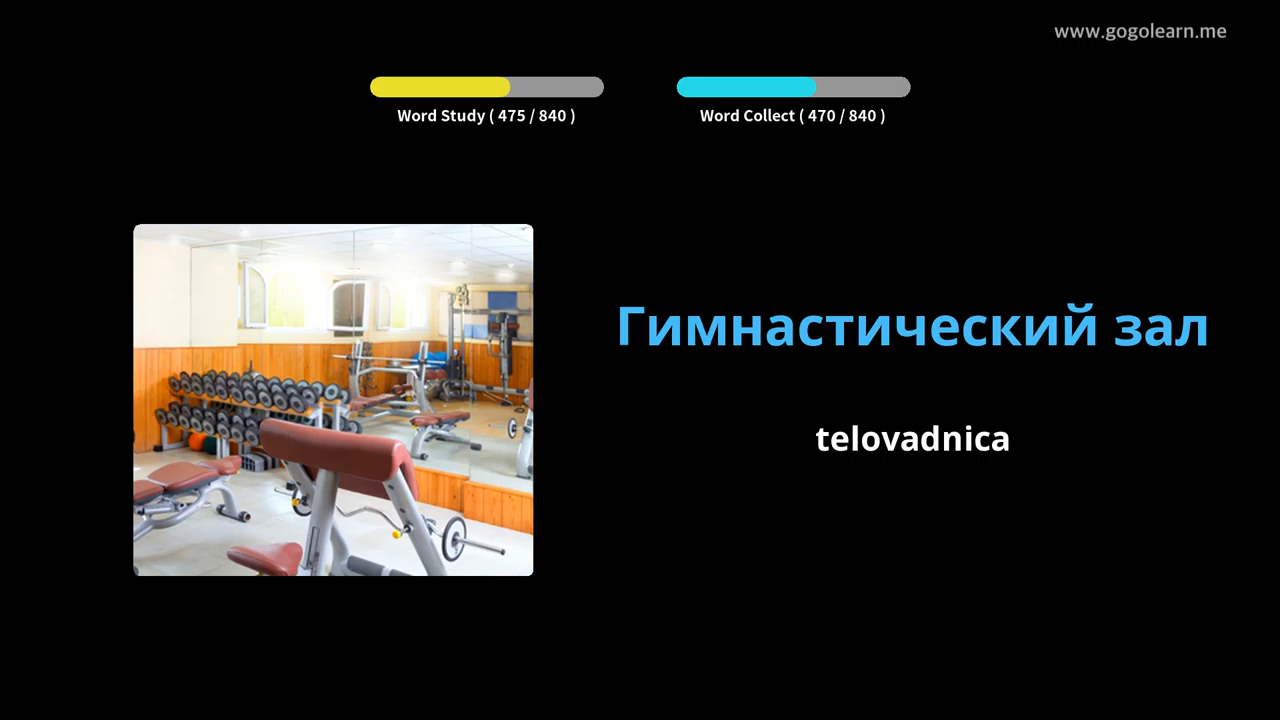 www.gogolearn.me
Word Study ( 475 / 840 )
Word Collect ( 470 / 840 )
Гимнастический зал
telovadnica